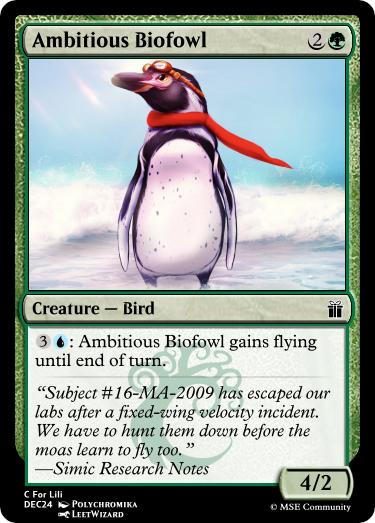 Ambitious Biofowl 2
Creature — Bird
3: Ambitious Biofowl gains flying
until end of turn.
“Subject #16-MA-2009 has escaped our
labs after a fixed-wing velocity incident.
We have to hunt them down before the
moas learn to fly too.”
—Simic Research Notes
4/2
C For Lili
DEC24 Polychromika
LeetWizard
© MSE Community